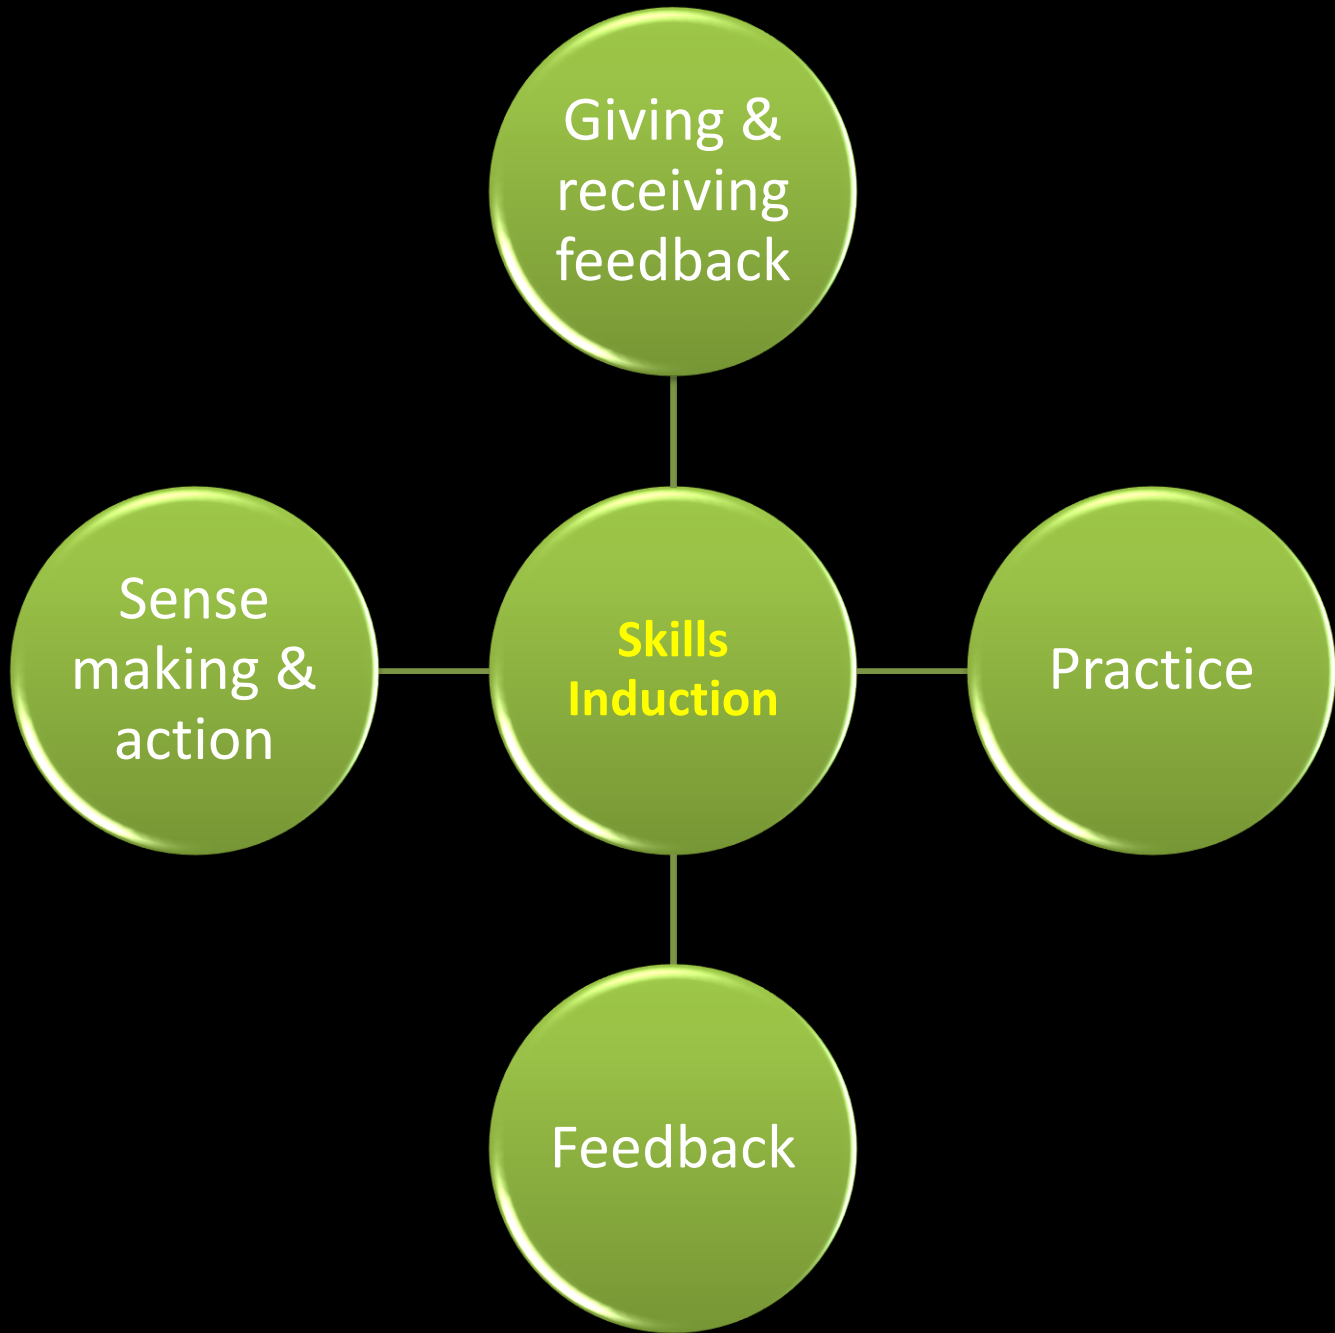 Giving &
receiving
feedback
Sense
making &
action
Skills
Induction
Practice
Feedback